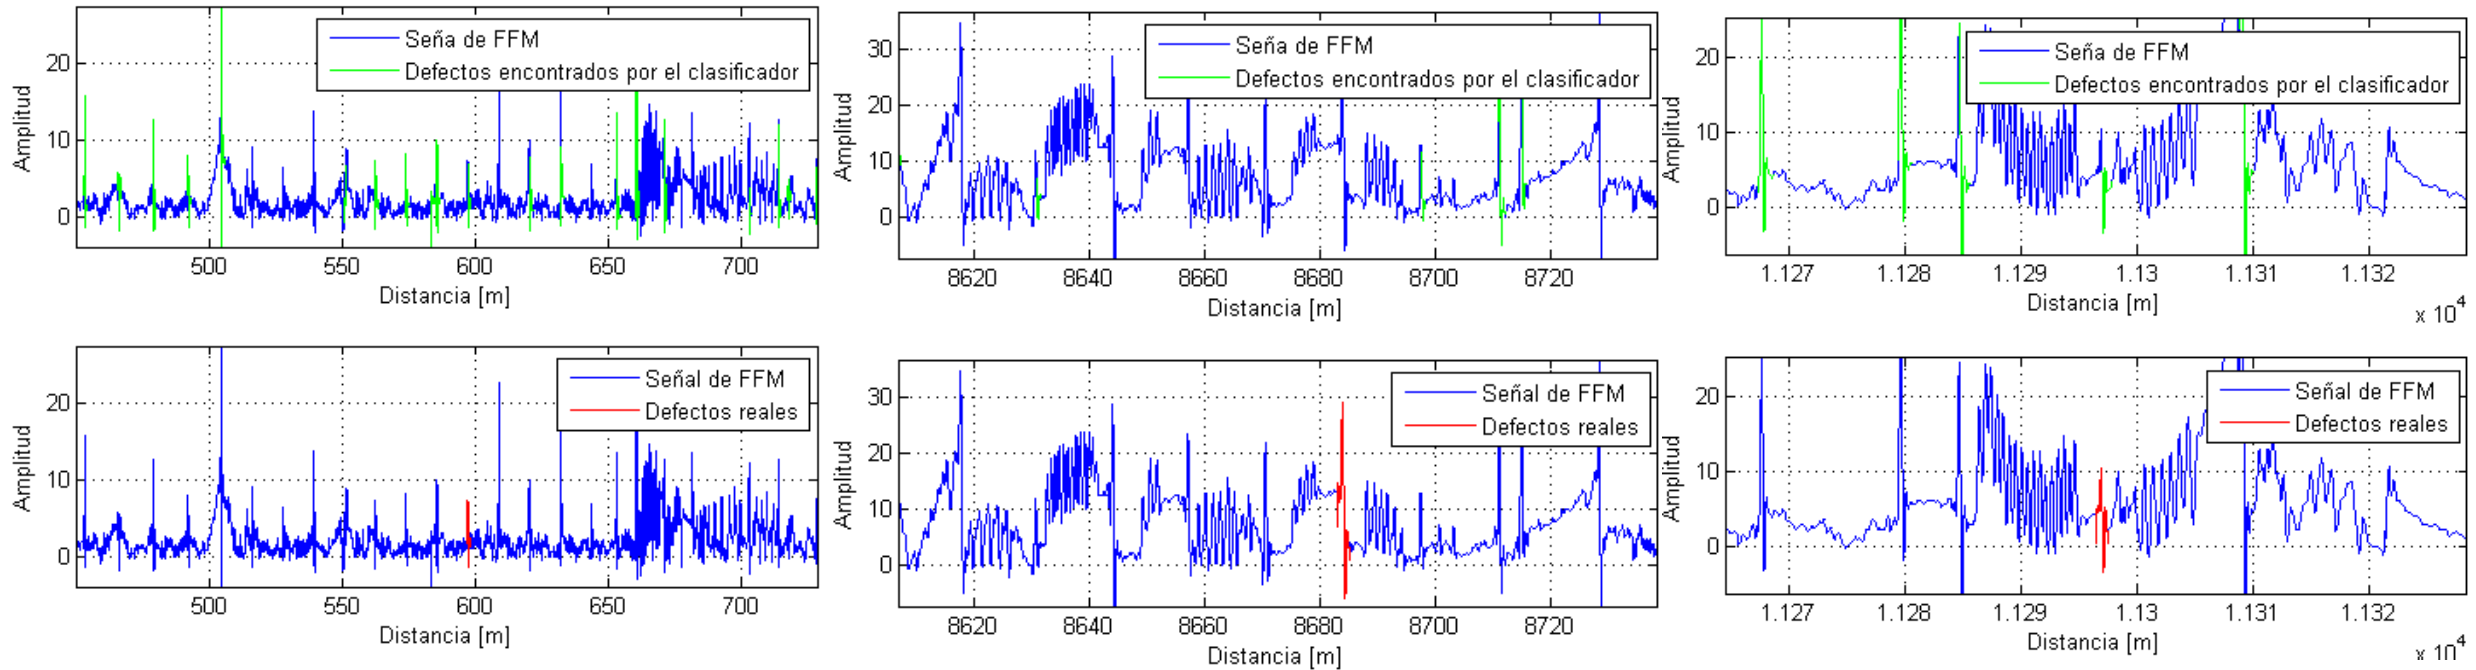 Amplitud
20
10
0
500
550
600
650
700
Distancia [m]
Seña de FFM
Defectos encontrados por el clasificador
Amplitud
30
20
10
0
8620
8640
8660
8680
8700
8720
Distancia [m]
Seña de FFM
Defectos encontrados por el clasificador
Amplitud
20
10
0
1.127
1.128
1.129
1.13
1.131
1.132
Distancia [m]
x 10⁴
Seña de FFM
Defectos encontrados por el clasificador
Amplitud
20
10
0
500
550
600
650
700
Distancia [m]
Señal de FFM
Defectos reales
Amplitud
30
20
10
0
8620
8640
8660
8680
8700
8720
Distancia [m]
Señal de FFM
Defectos reales
Amplitud
20
10
0
1.127
1.128
1.129
1.13
1.131
1.132
Distancia [m]
x 10⁴
Señal de FFM
Defectos reales